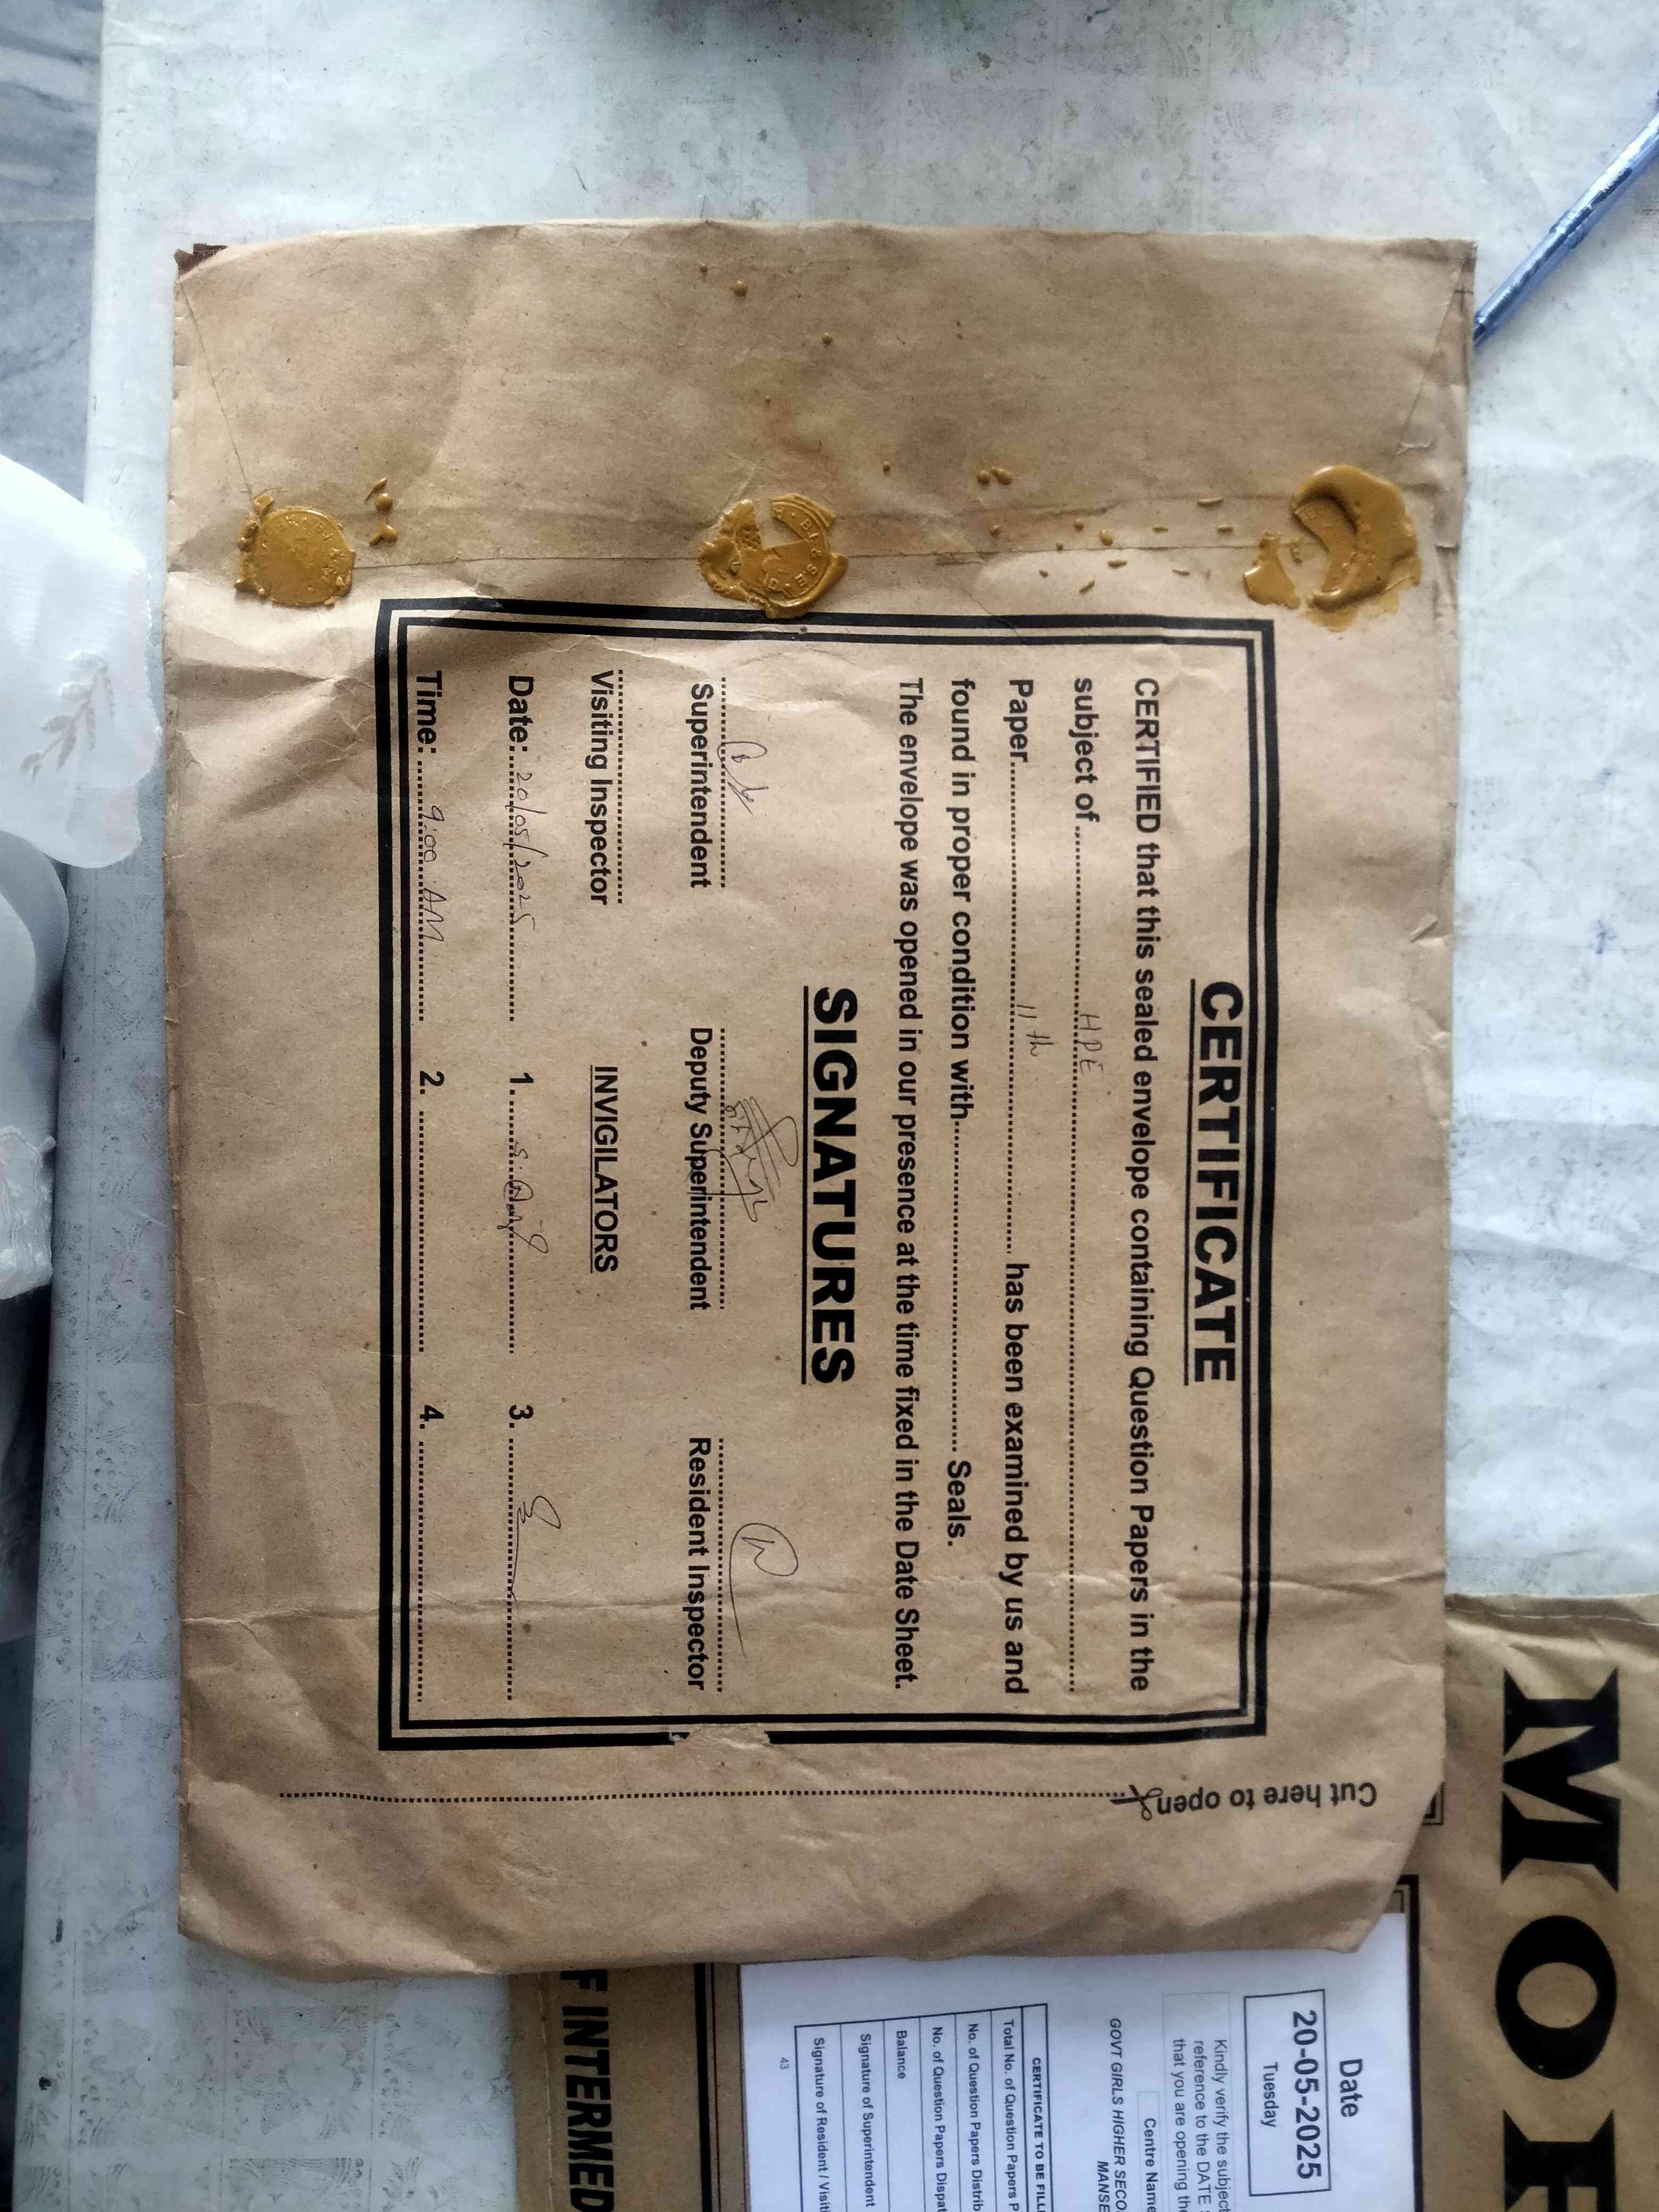 CERTIFICATE
CERTIFIED that this sealed envelope containing Question Papers in the
subject of HPE
Paper 11th has been examined by us and
found in proper condition with Seals.
The envelope was opened in our presence at the time fixed in the Date Sheet.
SIGNATURES
Superintendent Deputy Superintendent Resident Inspector
Visiting Inspector INVIGILATORS
Date: 20/05/2025 1. 3.
Time: 9:00 AM 2. 4.
Cut here to open
MOR
Date
20-05-2025
Tuesday
Kindly verify the subject
reference to the DATE
that you are opening the
Centre Name
GOVT GIRLS HIGHER SECO
MANSE
CERTIFICATE TO BE FILL
Total No. of Question Papers
No. of Question Papers Distrib
No. of Question Papers Dispat
Balance
Signature of Superintendent
Signature of Resident / Visiti
43
F INTERMED